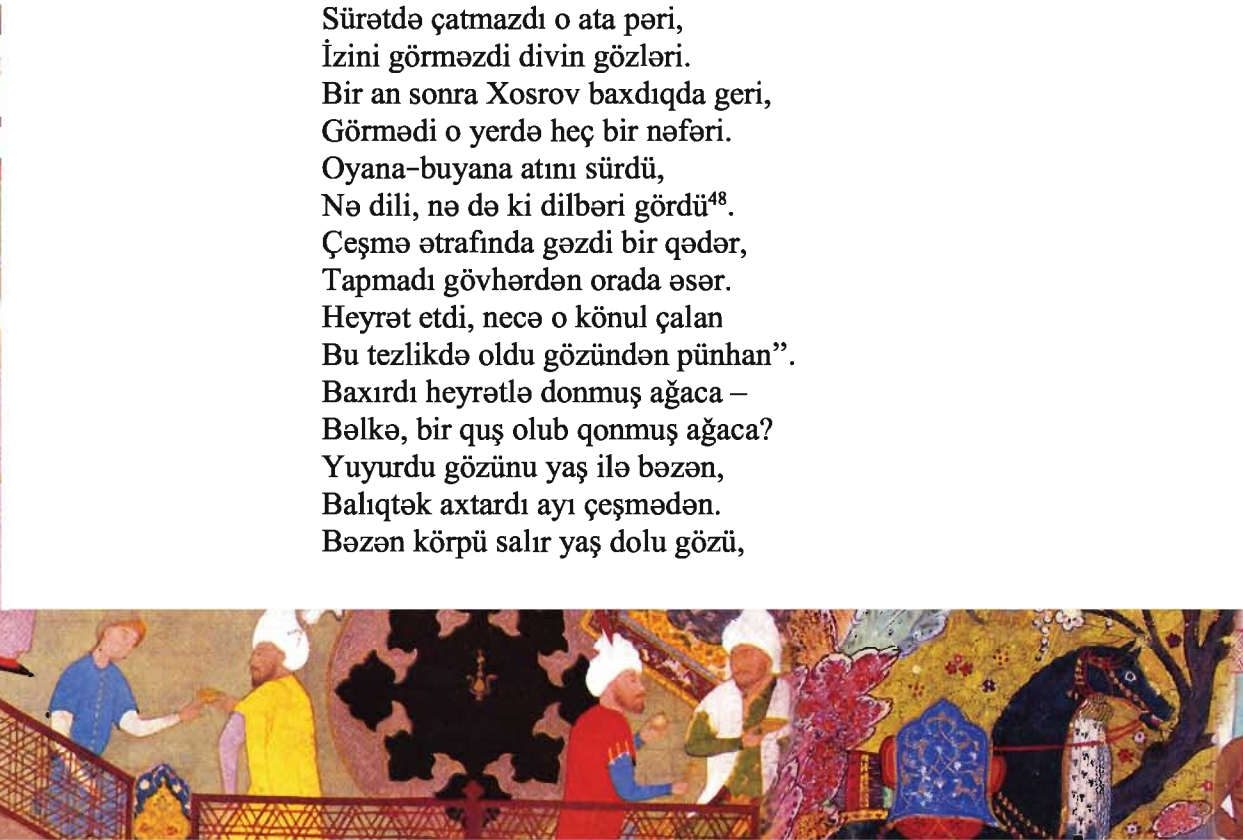 Sürətdə çatmazdı o ata pəri,
İzini görməzdi divin gözləri.
Bir an sonra Xosrov baxdıqda geri,
Görmədi o yerdə heç bir nəfəri.
Oyana-buyana atını sürdü,
Nə dili, nə də ki dilbəri gördü⁴⁸.
Çeşmə ətrafında gəzdi bir qədər,
Tapmadı gövhərdən orada əsər.
Heyrət etdi, necə o könul çalan
Bu tezlikdə oldu gözündən pünhan”.
Baxırdı heyrətlə donmuş ağaca –
Bəlkə, bir quş olub qonmuş ağaca?
Yuyurdu gözünu yaş ilə bəzən,
Balıqtək axtardı ayı çeşmədən.
Bəzən körpü salır yaş dolu gözü,